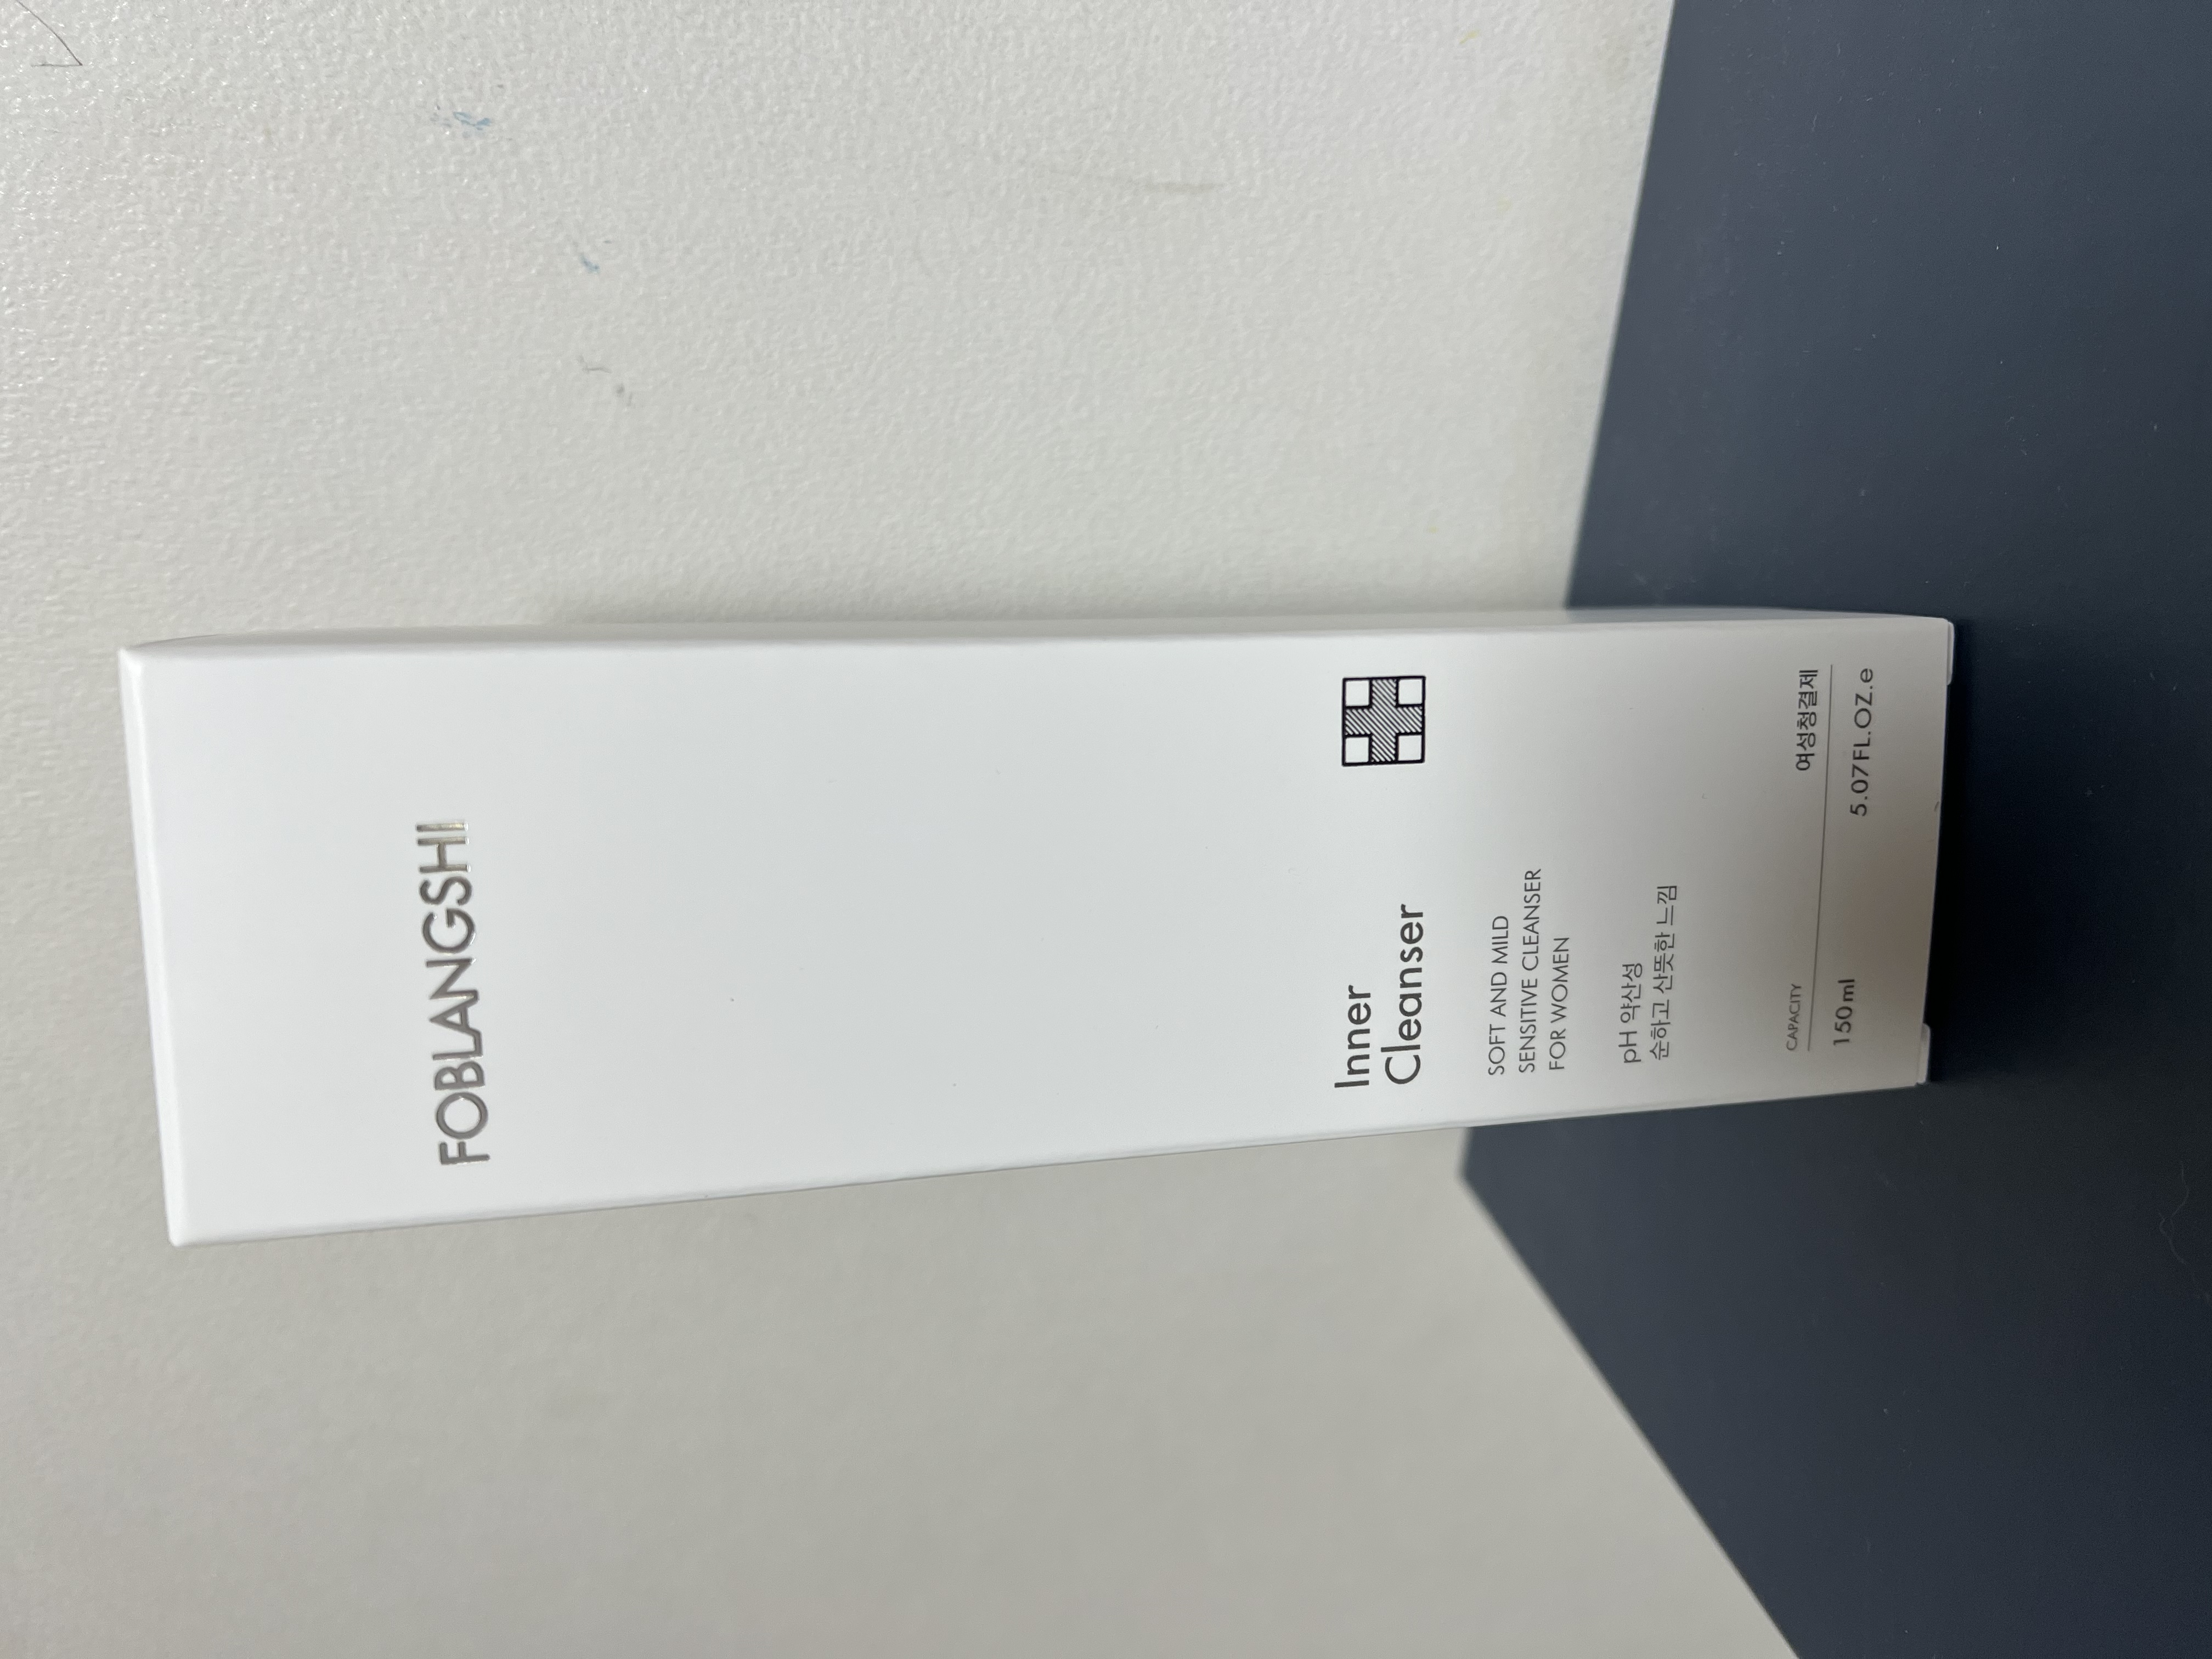 FOBLANGSHI
Inner
Cleanser
SOFT AND MILD
SENSITIVE CLEANSER
FOR WOMEN
pH 약산성
순하고 산뜻한 느낌
CAPACITY 여성청결제
150ml 5.07FL.OZ.e